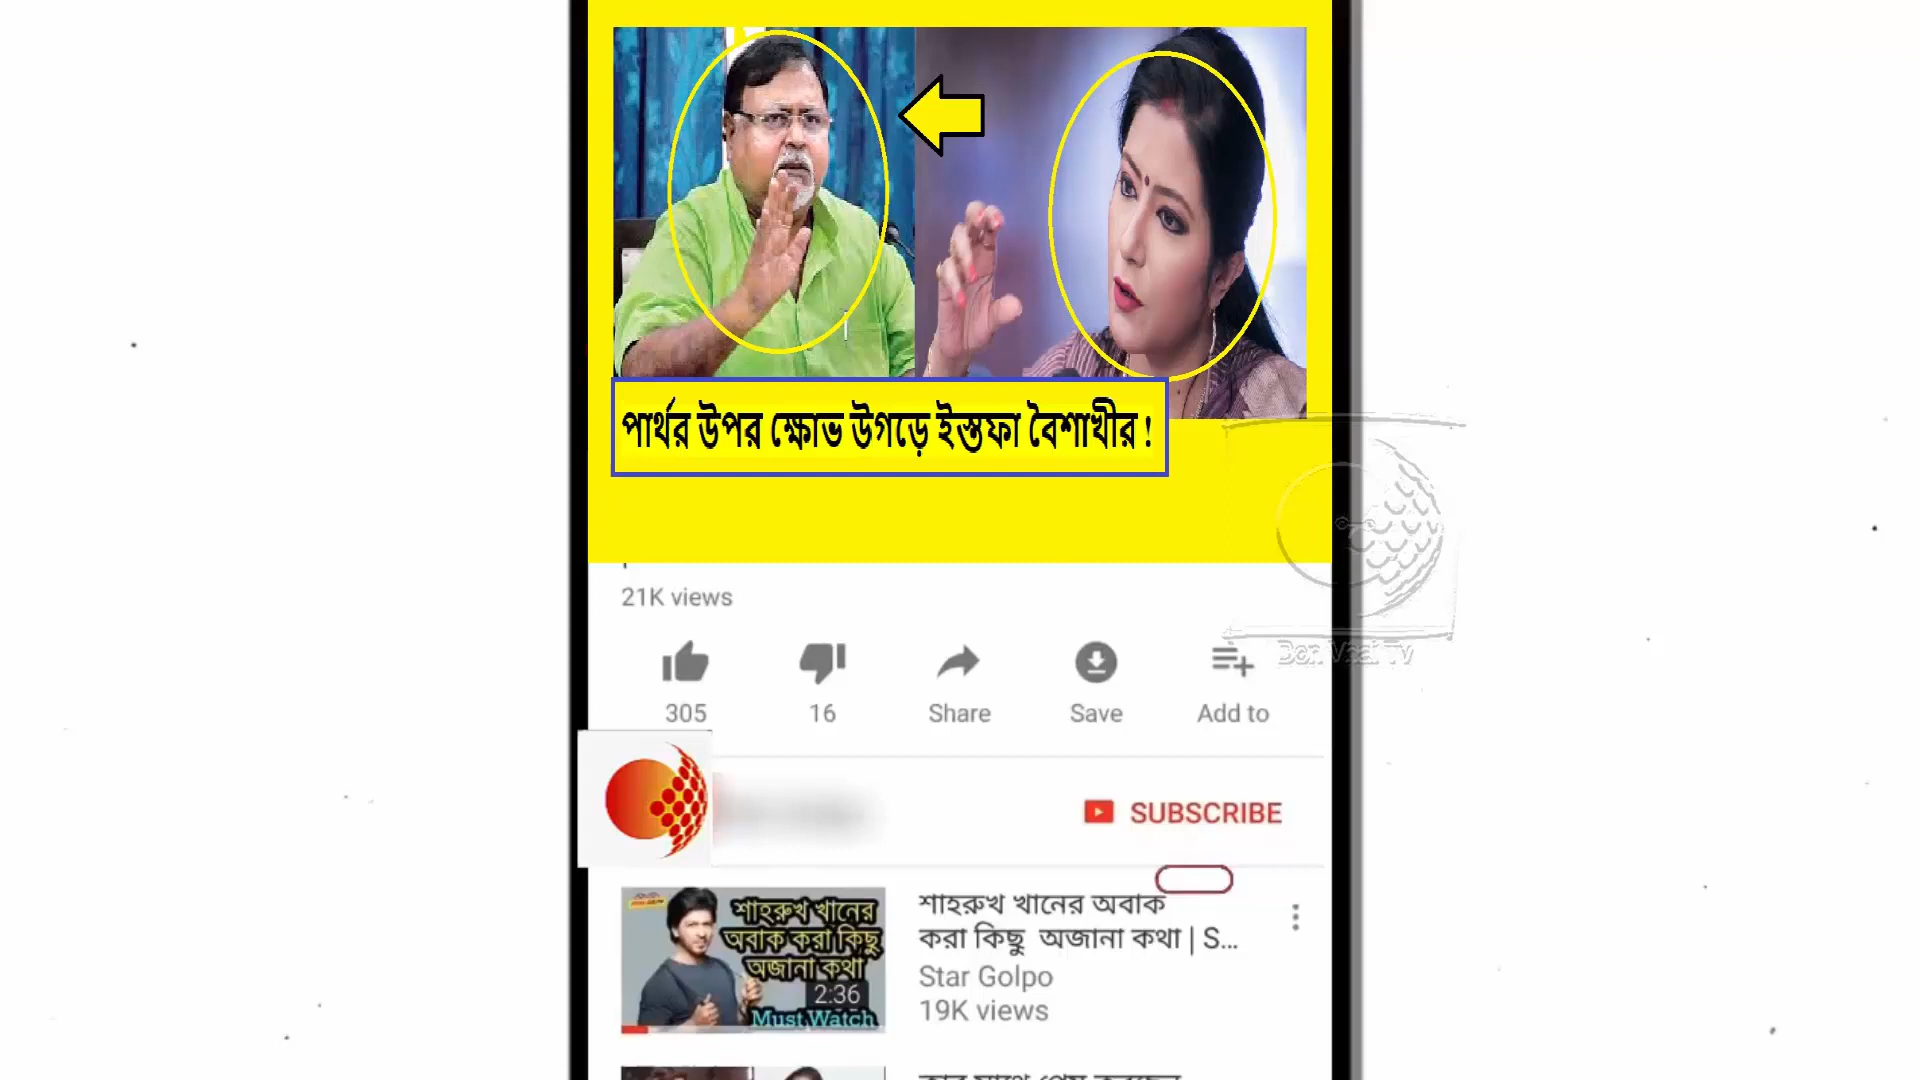 পার্থর উপর ক্ষোভ উগড়ে ইস্তফা বৈশাখীর !
21K views
305
16
Share
Save
Add to
SUBSCRIBE
শাহরুখ খানের
অবাক করা কিছু
অজানা কথা
2:36
Must Watch
শাহরুখ খানের অবাক
করা কিছু অজানা কথা | S...
Star Golpo
19K views